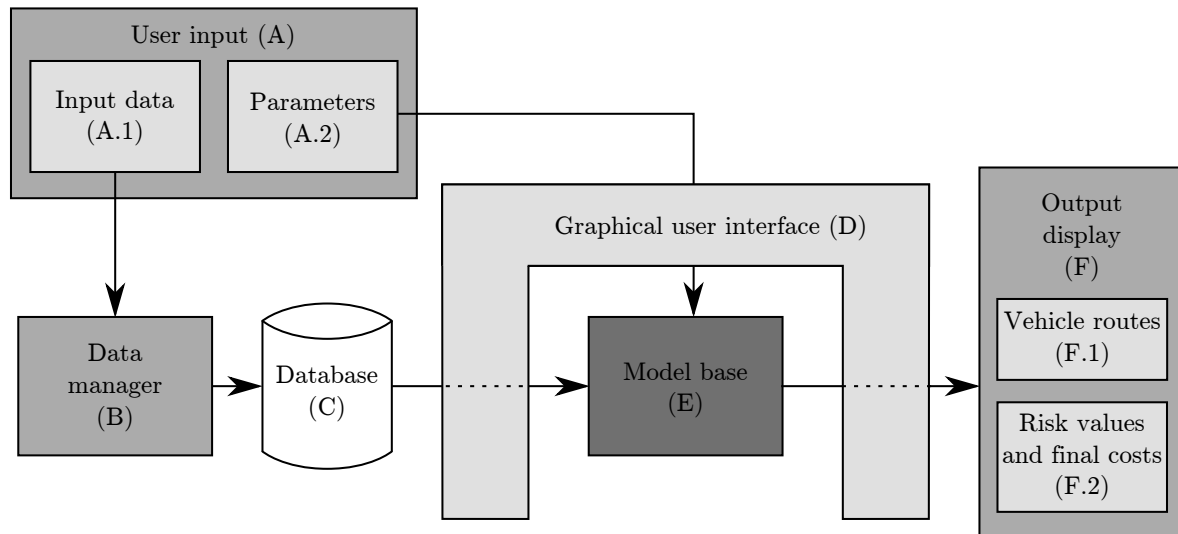 User input (A)
Input data
(A.1)
Parameters
(A.2)
Graphical user interface (D)
Data
manager
(B)
Database
(C)
Model base
(E)
Output
display
(F)
Vehicle routes
(F.1)
Risk values
and final costs
(F.2)